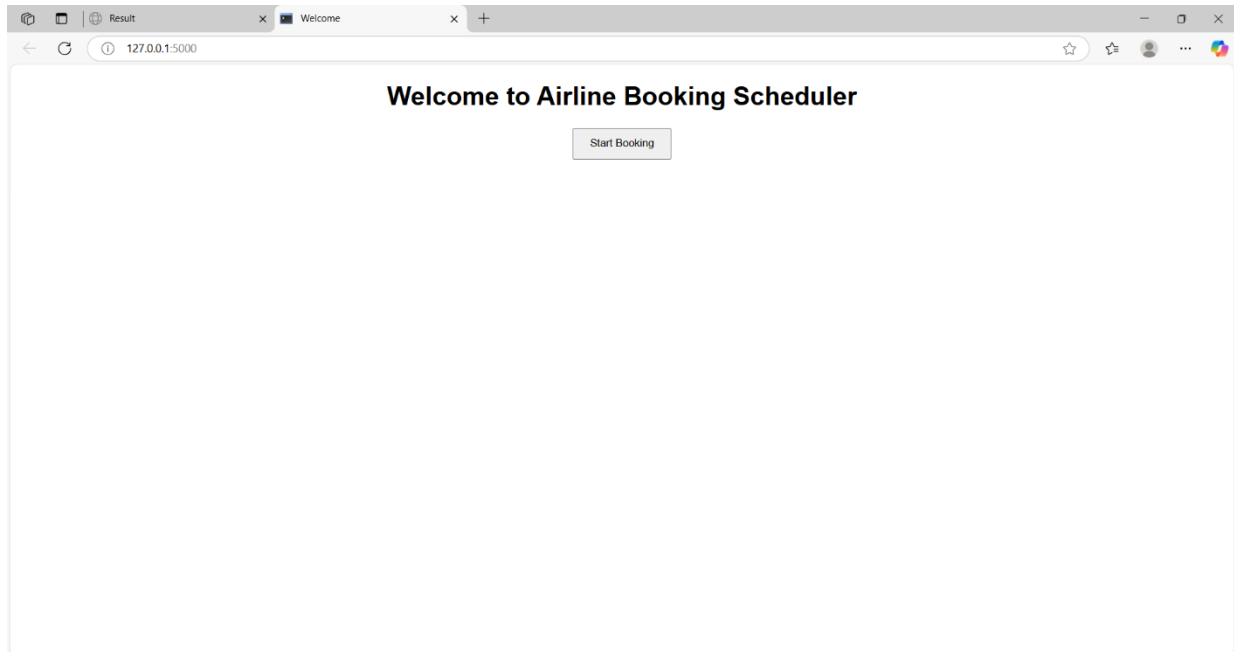 Result
Welcome
127.0.0.1:5000
Welcome to Airline Booking Scheduler
Start Booking